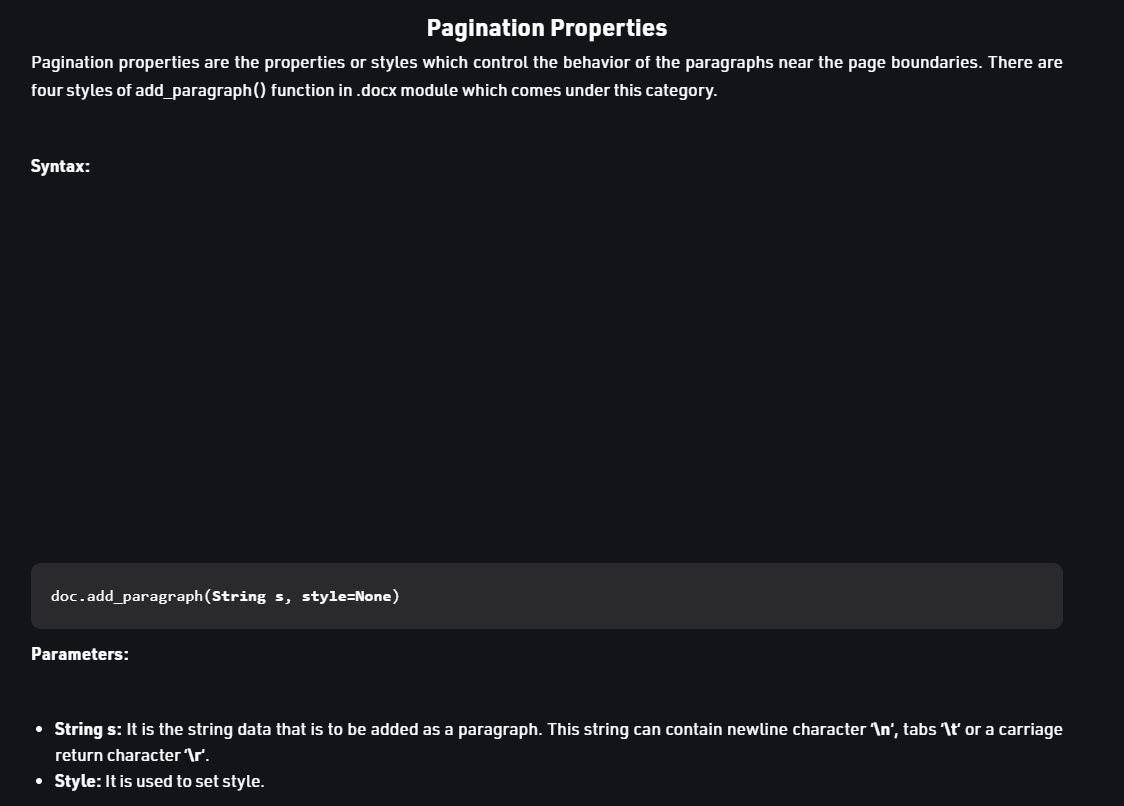 Pagination Properties
Pagination properties are the properties or styles which control the behavior of the paragraphs near the page boundaries. There are
four styles of add_paragraph() function in .docx module which comes under this category.
Syntax:
doc.add_paragraph(String s, style=None)
Parameters:
• String s: It is the string data that is to be added as a paragraph. This string can contain newline character '\n', tabs '\t' or a carriage
return character '\r'.
• Style: It is used to set style.